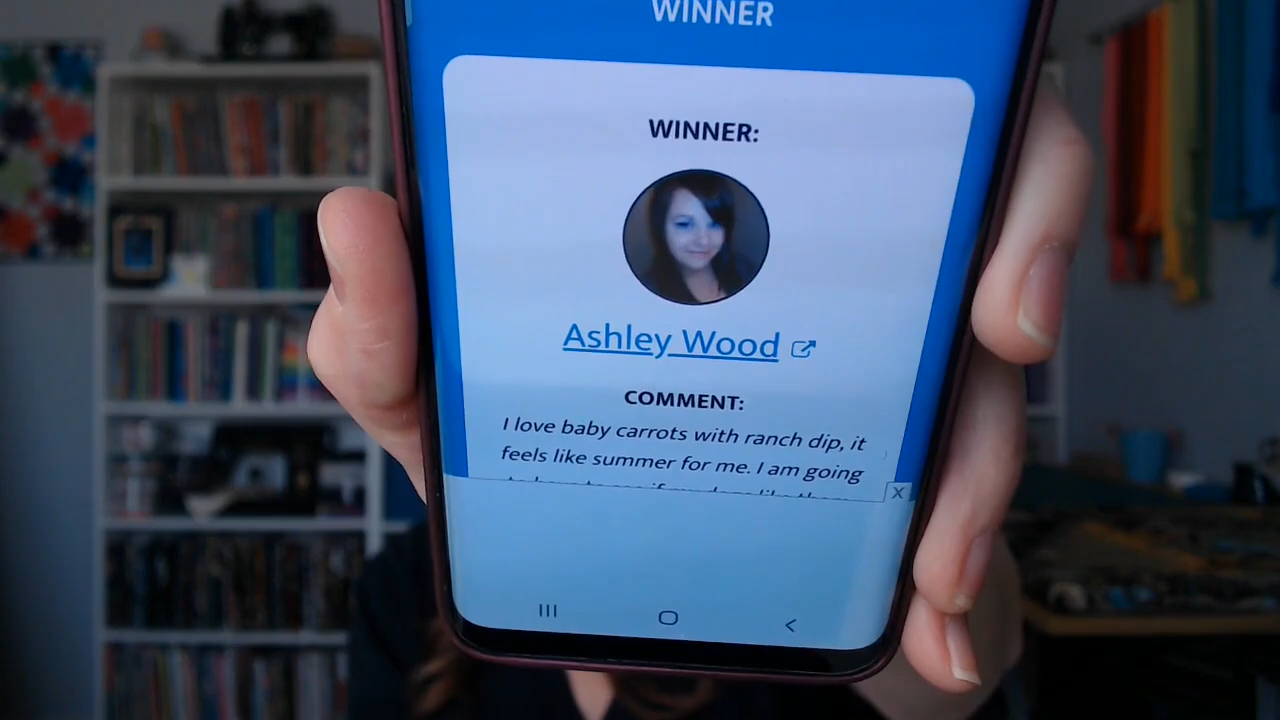 WINNER
WINNER:
Ashley Wood
COMMENT:
I love baby carrots with ranch dip, it
feels like summer for me. I am going
X